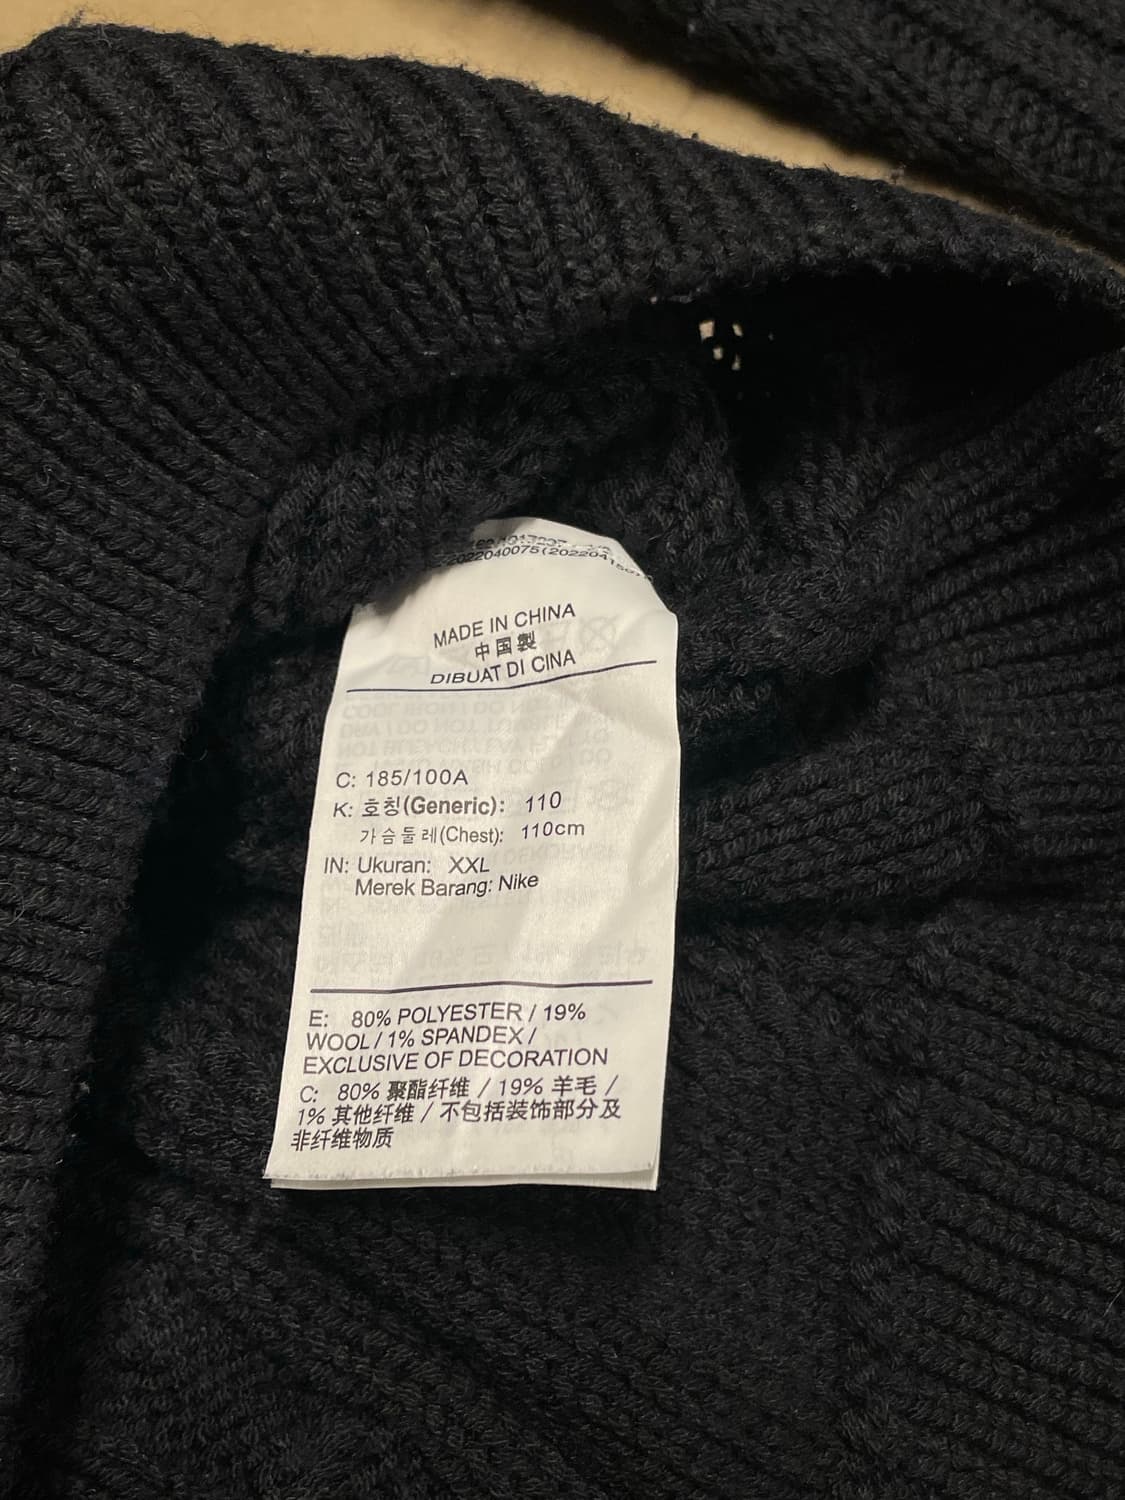 MADE IN CHINA
中国製
DIBUAT DI CINA
C: 185/100A
K: 호칭(Generic): 110
가슴둘레(Chest): 110cm
IN: Ukuran: XXL
Merek Barang: Nike
E: 80% POLYESTER / 19%
WOOL / 1% SPANDEX /
EXCLUSIVE OF DECORATION
C: 80% 聚酯纤维 / 19% 羊毛 /
1% 其他纤维 / 不包括装饰部分及
非纤维物质